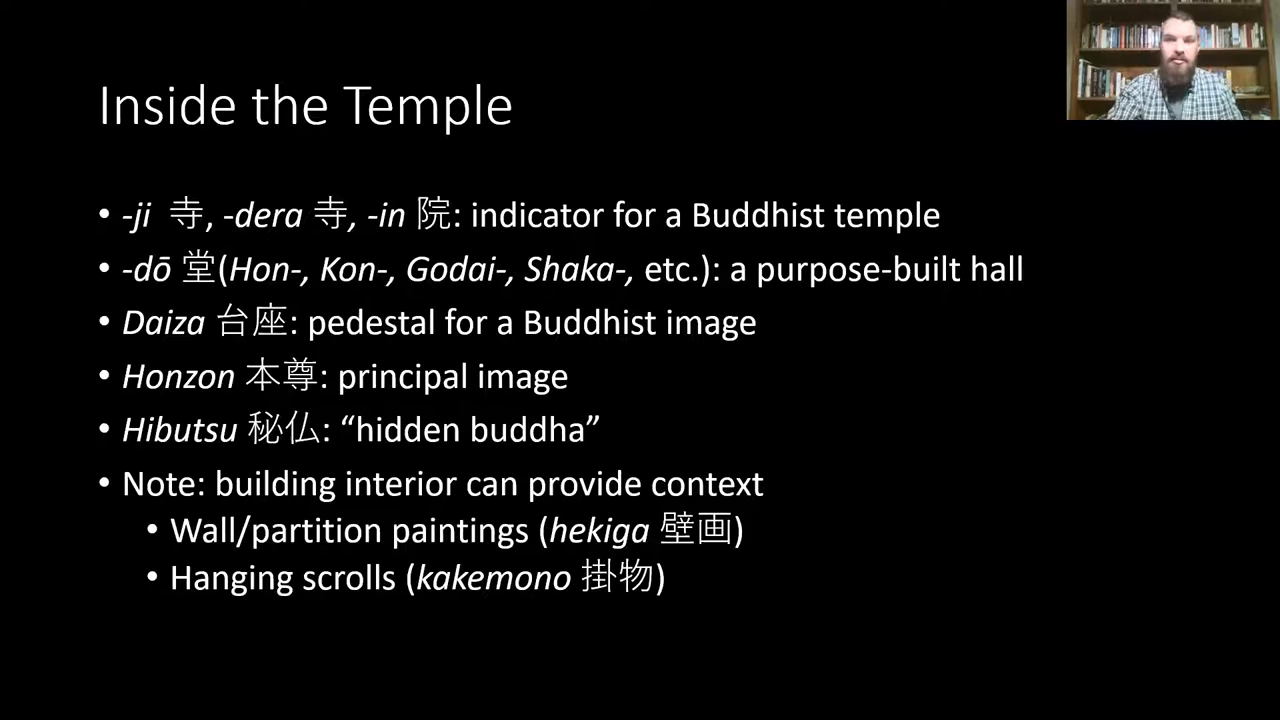 Inside the Temple
• -ji 寺, -dera 寺, -in 院: indicator for a Buddhist temple
• -dō 堂(Hon-, Kon-, Godai-, Shaka-, etc.): a purpose-built hall
• Daiza 台座: pedestal for a Buddhist image
• Honzon 本尊: principal image
• Hibutsu 秘仏: “hidden buddha”
• Note: building interior can provide context
• Wall/partition paintings (hekiga 壁画)
• Hanging scrolls (kakemono 掛物)